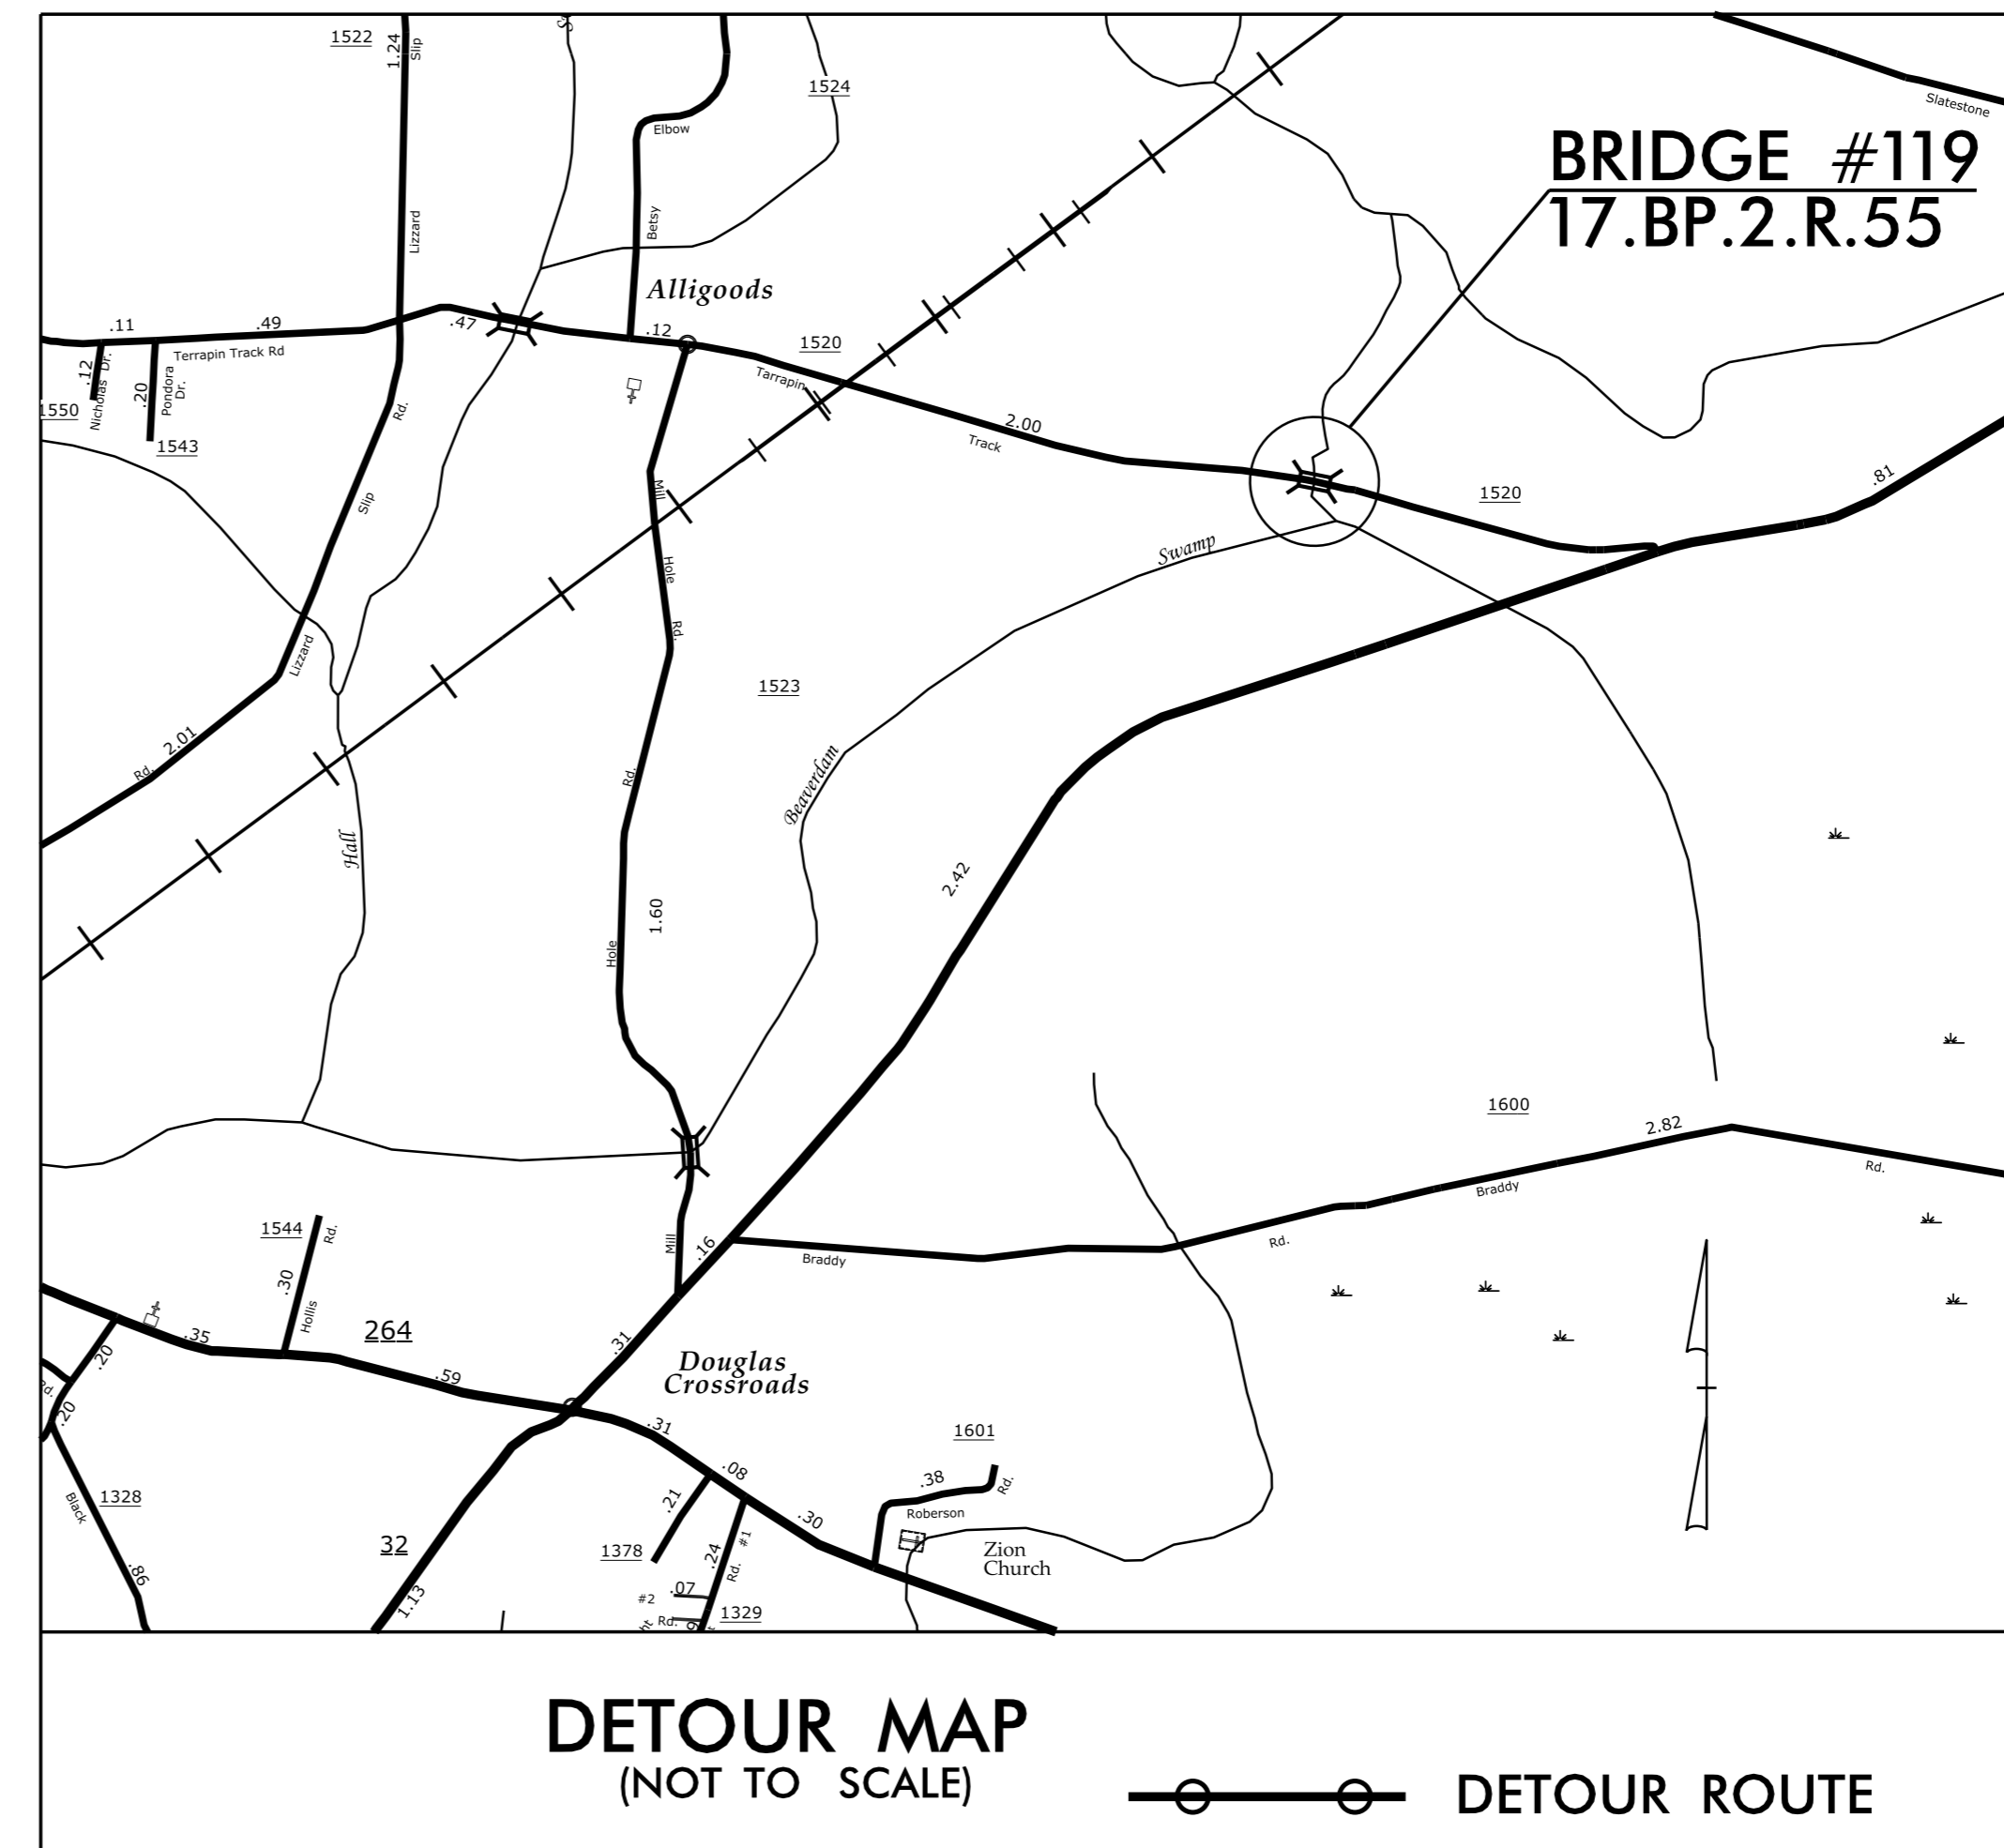 1522
1.24
Slip
1524
Elbow
Slatestone
BRIDGE #119
17.BP.2.R.55
Lizzard
Betsy
Alligoods
.11
.49
.47
.12
1520
Terrapin Track Rd
Tarrapin
.12
Nicholas Dr.
.20
Pondora
Dr.
1550
1543
Rd.
2.00
Track
Slip
Mill
1520
.81
Swamp
Hole
Rd.
Lizzard
1523
2.01
Rd.
Rd.
Beaverdam
Hall
2.42
1.60
Hole
1600
2.82
Rd.
Braddy
1544
Rd.
Mill
.16
Braddy
Rd.
.30
Hollis
.35
264
.31
.20
.59
Douglas
Crossroads
Rd.
.20
.31
1601
.08
.38
Rd.
Black
1328
.21
.30
Roberson
32
1378
.24
Rd. #1
Zion
Church
.86
1.13
.07
#2
Rd.
1329
DETOUR MAP
(NOT TO SCALE)
DETOUR ROUTE